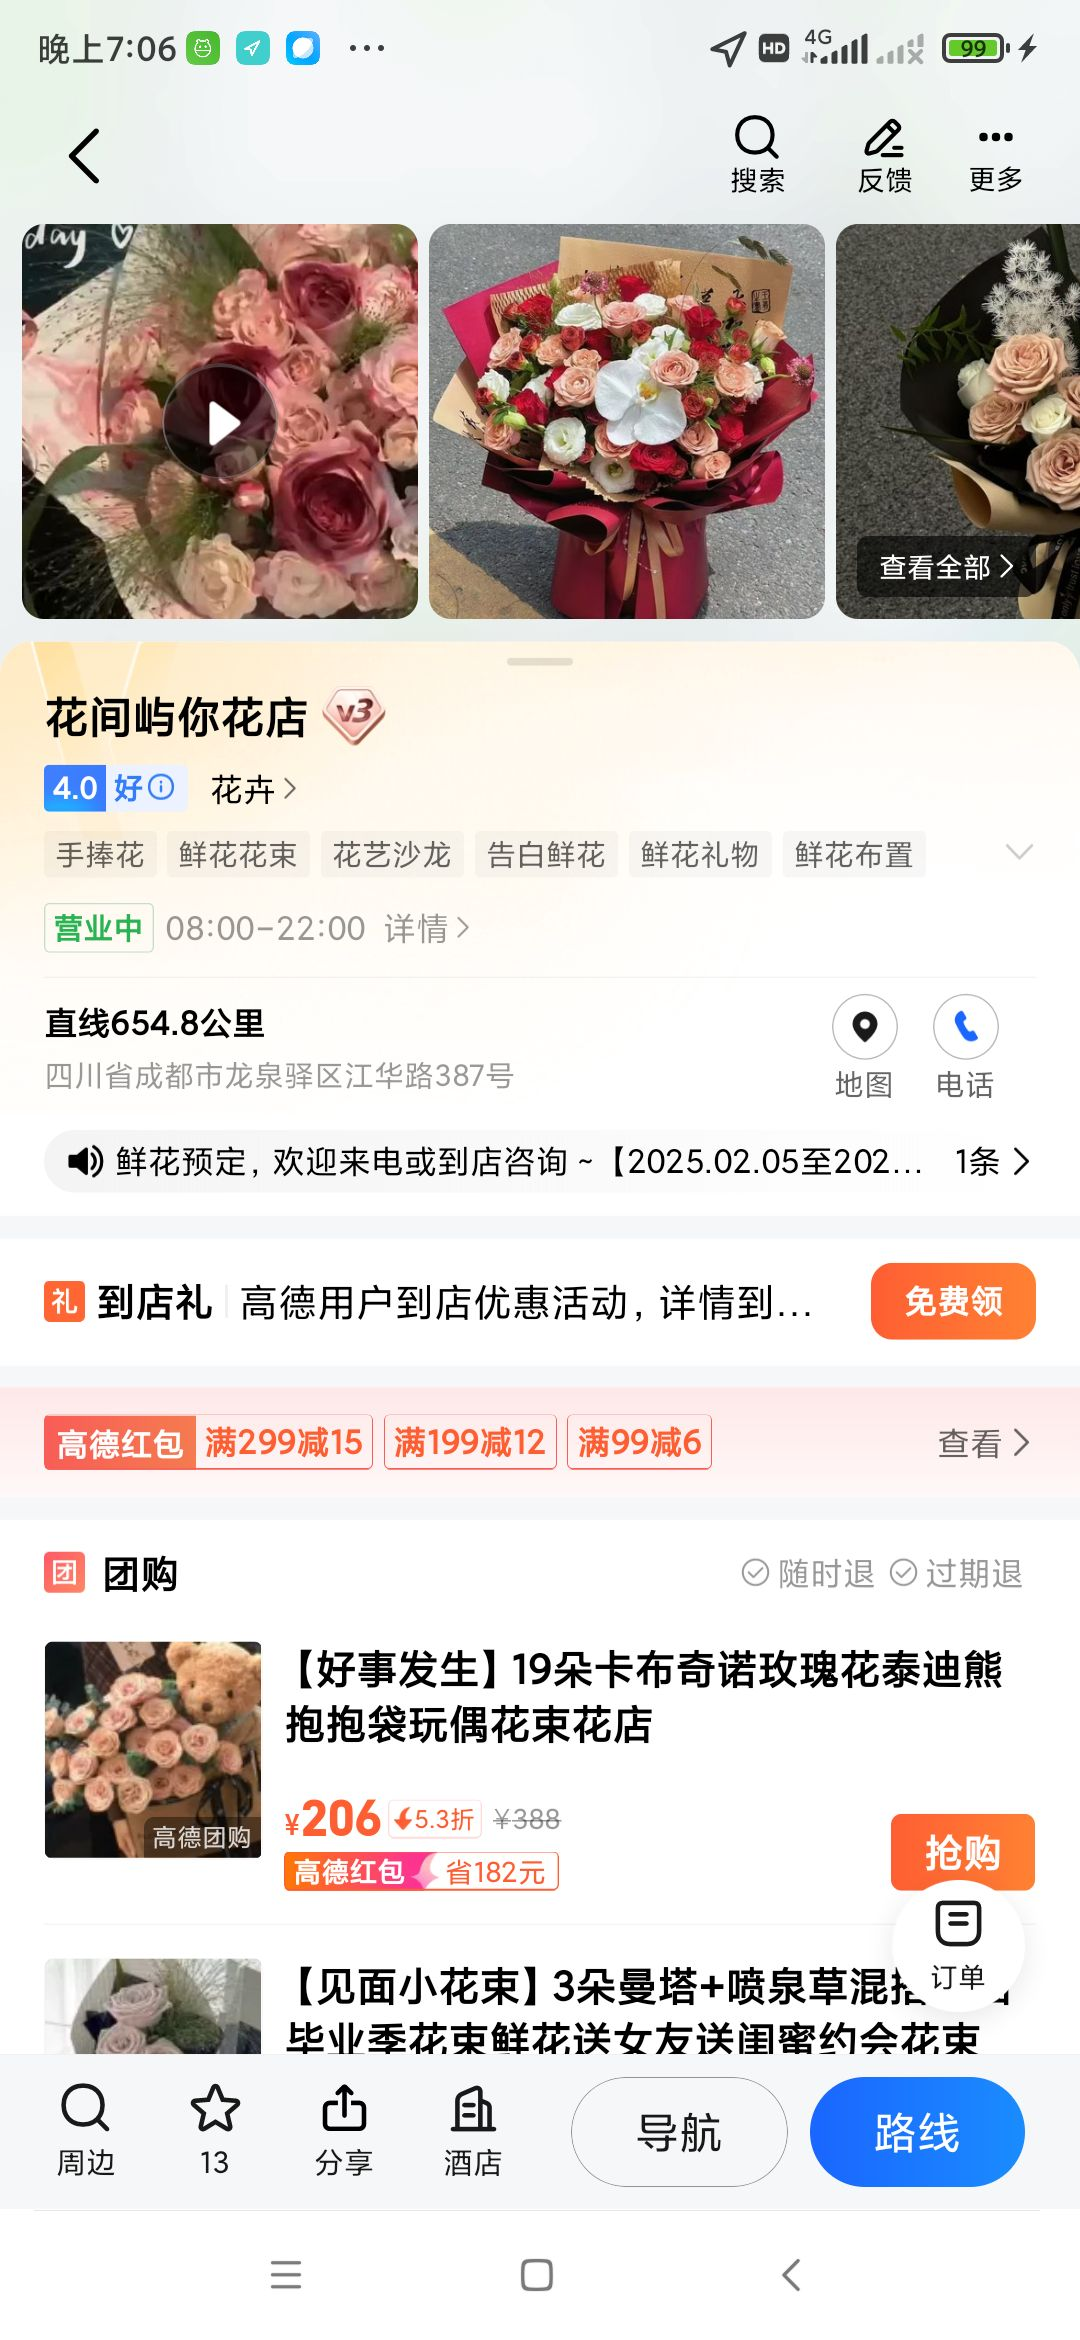 晚上7:06
HD 4G 99
搜索 反馈 更多
day
查看全部
花间屿你花店 v3
4.0 好 花卉
手捧花 鲜花花束 花艺沙龙 告白鲜花 鲜花礼物 鲜花布置
营业中 08:00-22:00 详情
直线654.8公里
四川省成都市龙泉驿区江华路387号
地图 电话
鲜花预定，欢迎来电或到店咨询 ~【2025.02.05至202... 1条
礼 到店礼 高德用户到店优惠活动，详情到... 免费领
高德红包 满299减15 满199减12 满99减6 查看
团 团购 随时退 过期退
【好事发生】19朵卡布奇诺玫瑰花泰迪熊
抱抱袋玩偶花束花店
高德团购
¥206 5.3折 ¥388
高德红包 省182元
抢购
订单
【见面小花束】3朵曼塔+喷泉草混搭
毕业季花束鲜花送女友送闺蜜约会花束
周边 13 分享 酒店 导航 路线